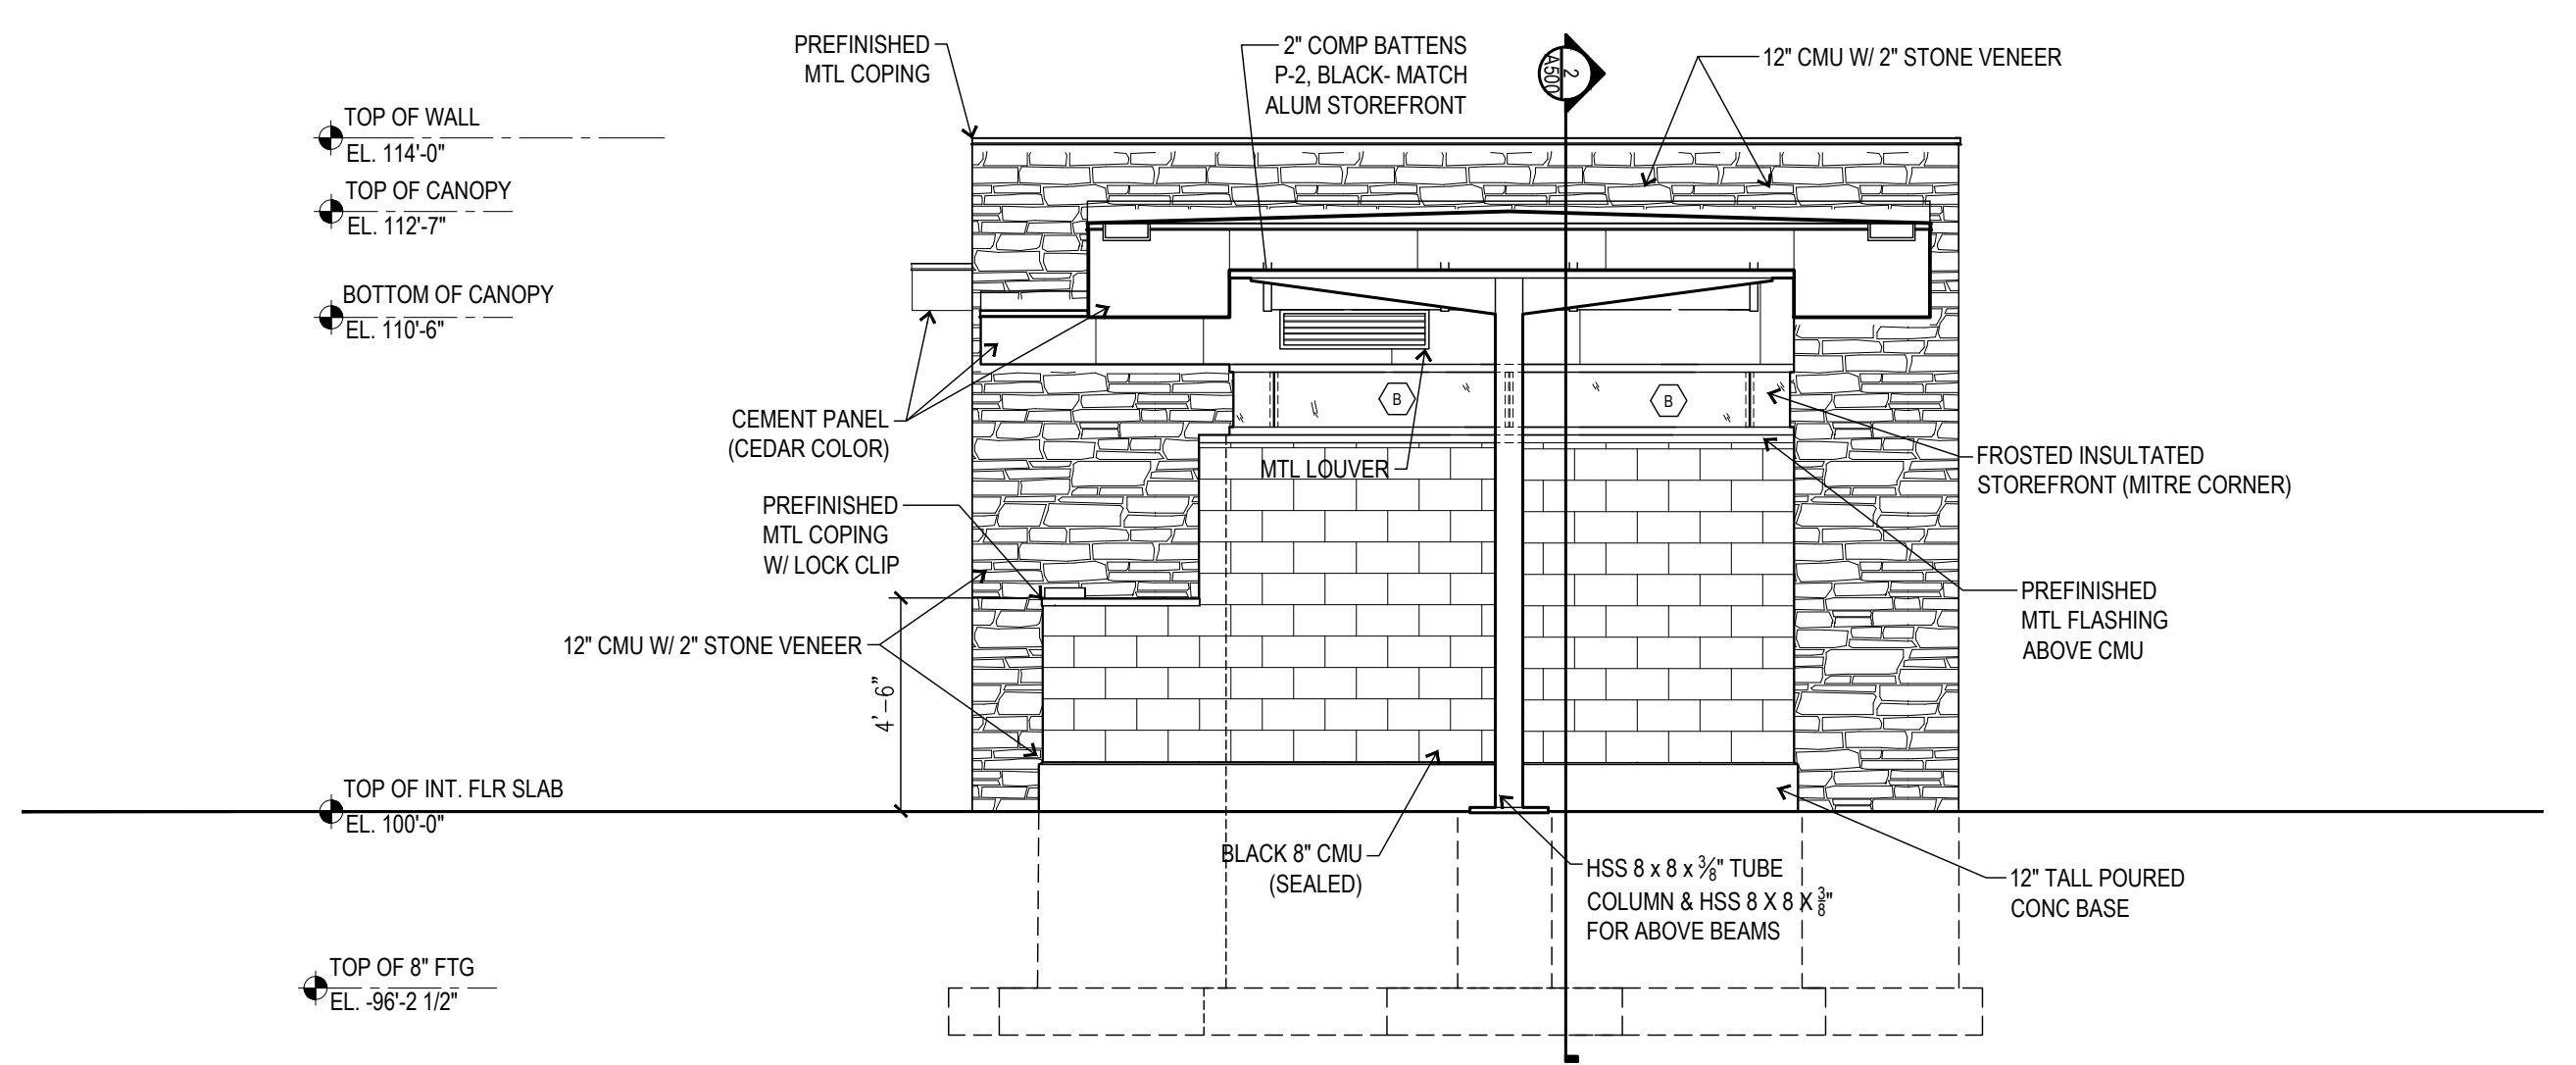 PREFINISHED
MTL COPING
2" COMP BATTENS
P-2, BLACK- MATCH
ALUM STOREFRONT
2
A500
12" CMU W/ 2" STONE VENEER
TOP OF WALL
EL. 114'-0"
TOP OF CANOPY
EL. 112'-7"
BOTTOM OF CANOPY
EL. 110'-6"
CEMENT PANEL
(CEDAR COLOR)
B
B
MTL LOUVER
FROSTED INSULTATED
STOREFRONT (MITRE CORNER)
PREFINISHED
MTL COPING
W/ LOCK CLIP
PREFINISHED
MTL FLASHING
ABOVE CMU
12" CMU W/ 2" STONE VENEER
4'-6"
TOP OF INT. FLR SLAB
EL. 100'-0"
BLACK 8" CMU
(SEALED)
HSS 8 x 8 x 3/8" TUBE
COLUMN & HSS 8 X 8 X 3/8"
FOR ABOVE BEAMS
12" TALL POURED
CONC BASE
TOP OF 8" FTG
EL. -96'-2 1/2"